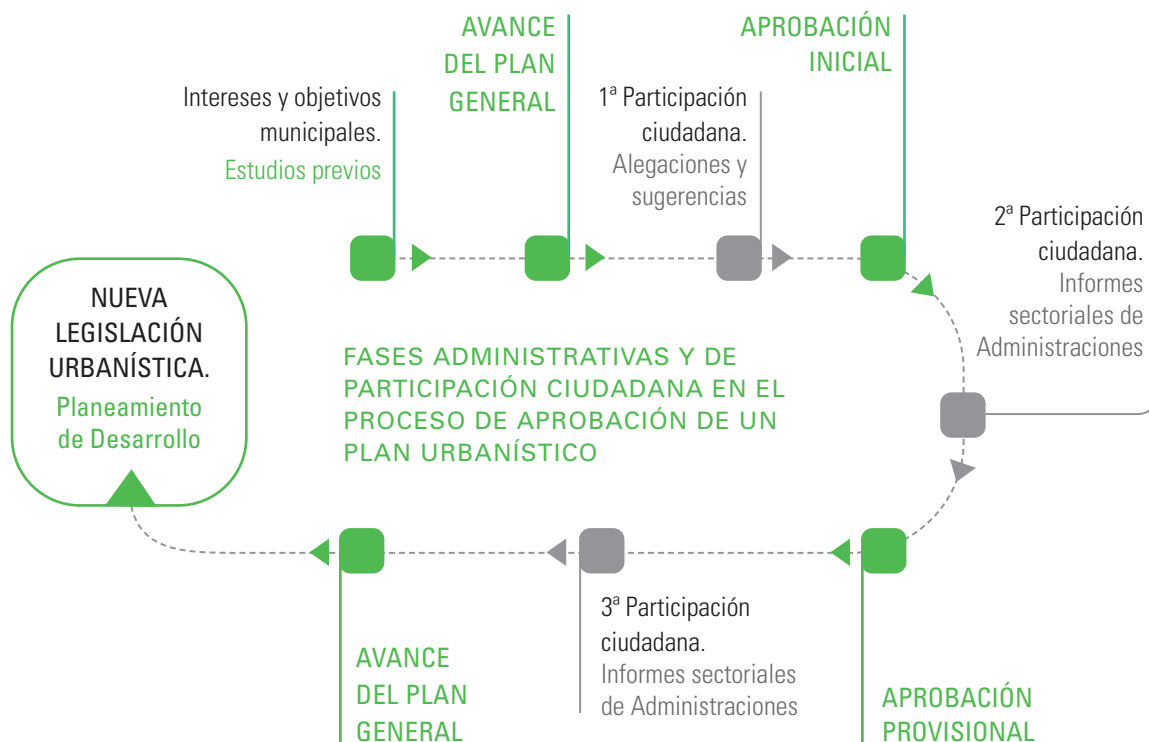 Intereses y objetivos
municipales.
Estudios previos
AVANCE
DEL PLAN
GENERAL
1ª Participación
ciudadana.
Alegaciones y
sugerencias
APROBACIÓN
INICIAL
2ª Participación
ciudadana.
Informes
sectoriales de
Administraciones
NUEVA
LEGISLACIÓN
URBANÍSTICA.
Planeamiento
de Desarrollo
FASES ADMINISTRATIVAS Y DE
PARTICIPACIÓN CIUDADANA EN EL
PROCESO DE APROBACIÓN DE UN
PLAN URBANÍSTICO
AVANCE
DEL PLAN
GENERAL
3ª Participación
ciudadana.
Informes sectoriales
de Administraciones
APROBACIÓN
PROVISIONAL